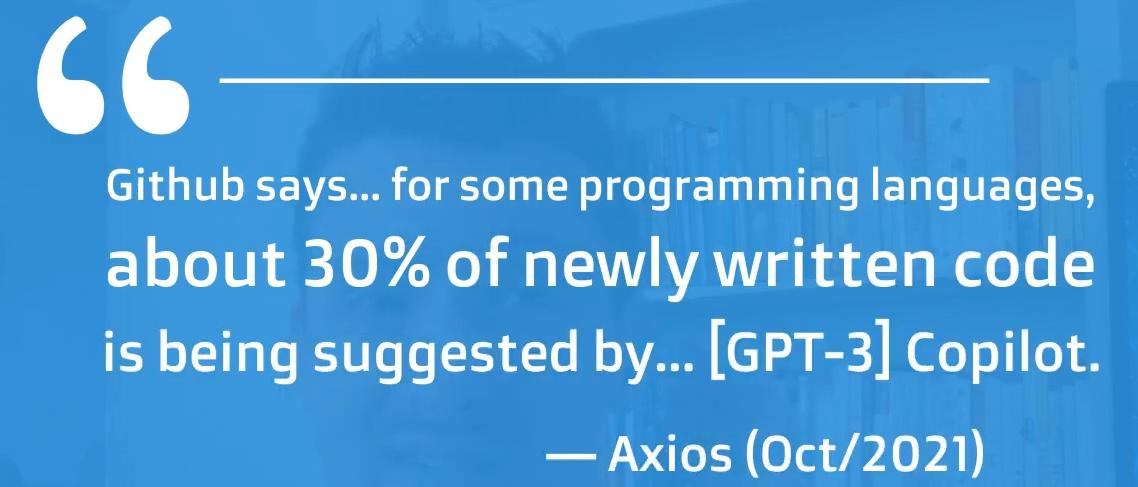 “
Github says... for some programming languages,
about 30% of newly written code
is being suggested by... [GPT-3] Copilot.
— Axios (Oct/2021)